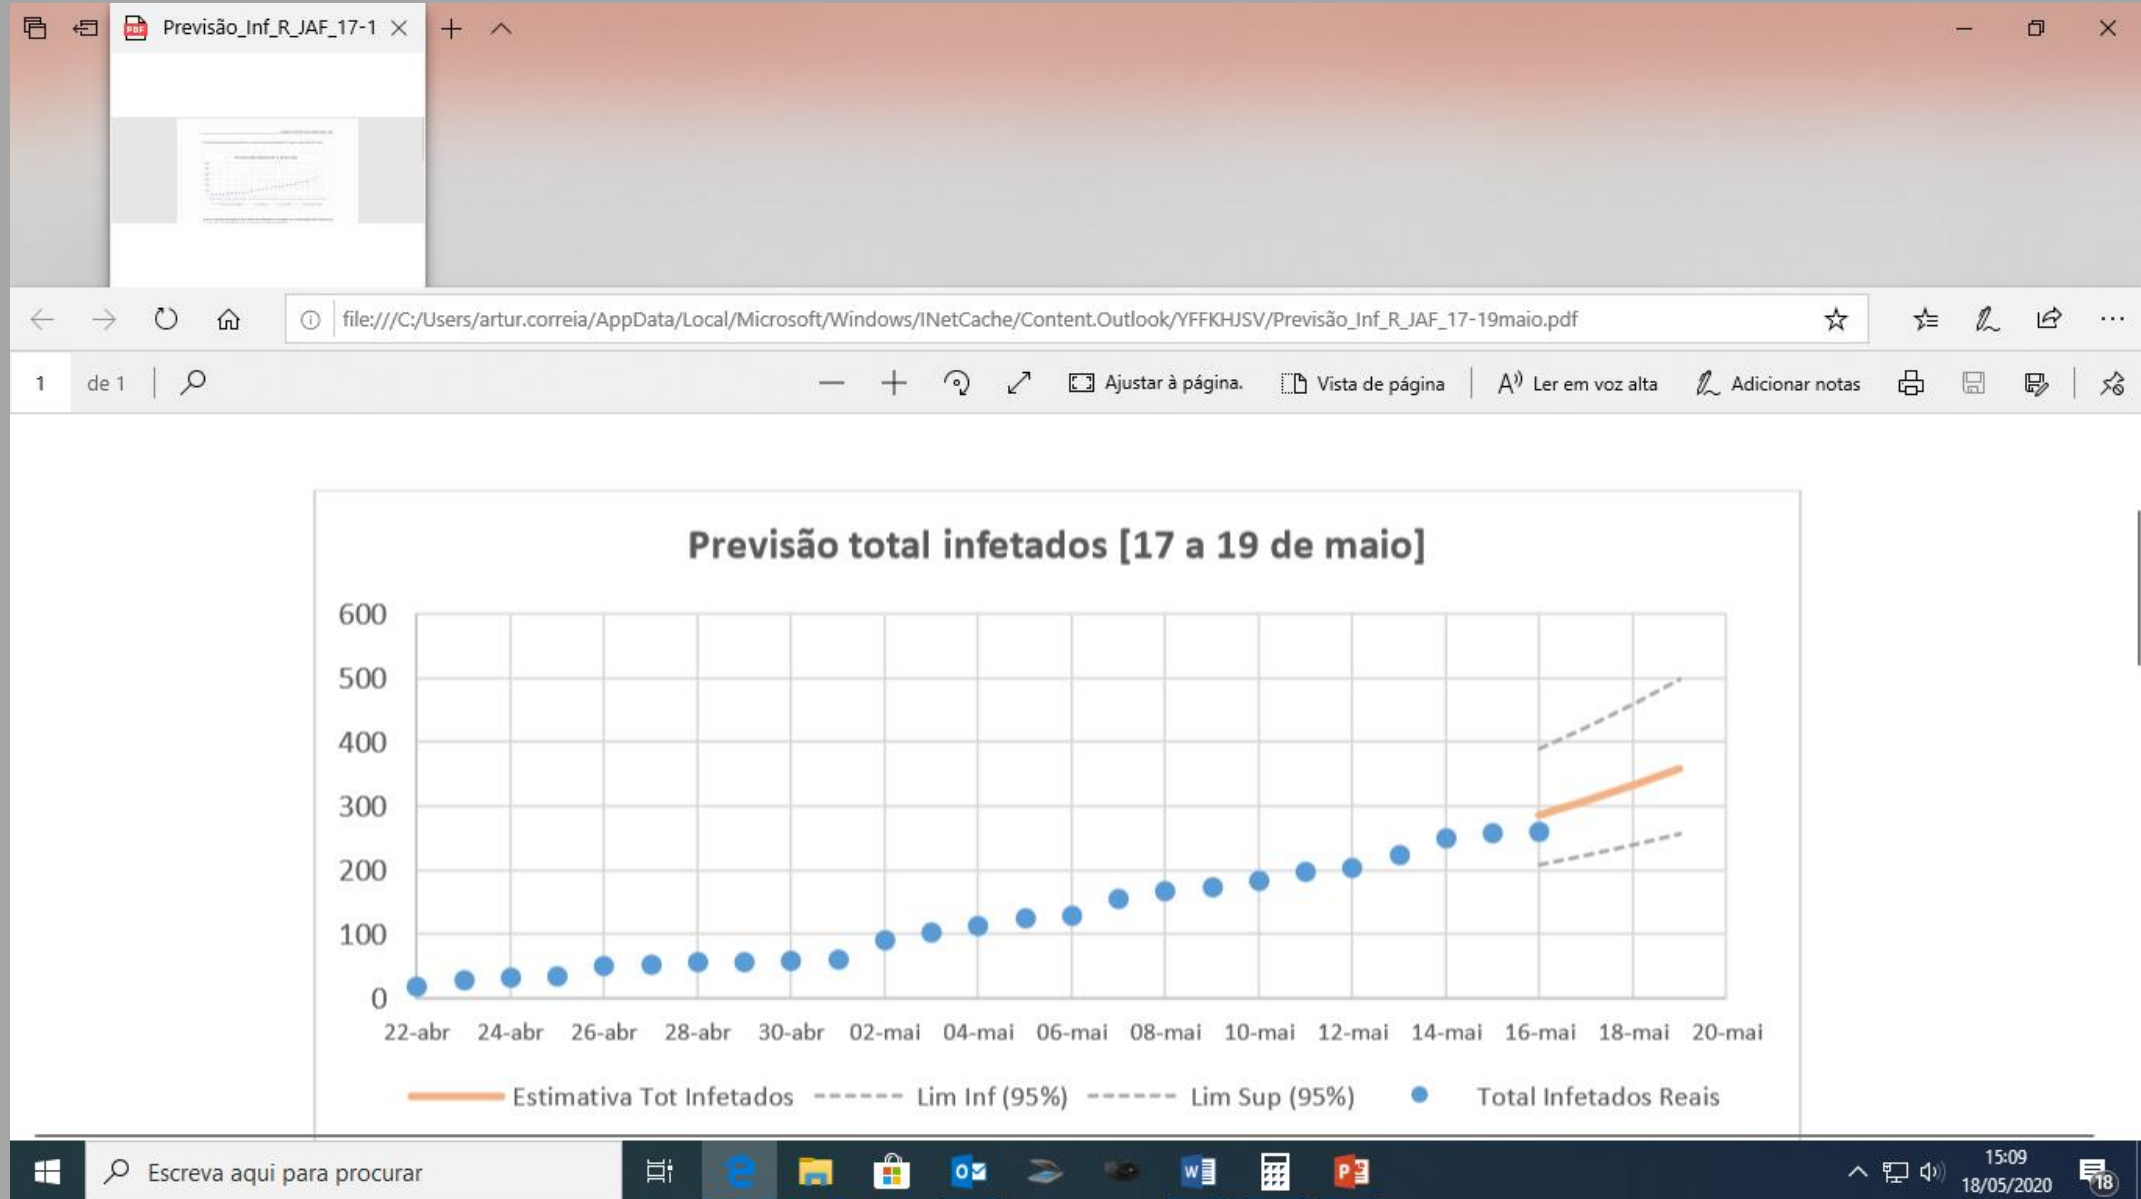 Previsão_Inf_R_JAF_17-1
file:///C:/Users/artur.correia/AppData/Local/Microsoft/Windows/INetCache/Content.Outlook/YFFKHJSV/Previsão_Inf_R_JAF_17-19maio.pdf
1 de 1 Ajustar à página. Vista de página Ler em voz alta Adicionar notas
Previsão total infetados [17 a 19 de maio]
600
500
400
300
200
100
0
22-abr 24-abr 26-abr 28-abr 30-abr 02-mai 04-mai 06-mai 08-mai 10-mai 12-mai 14-mai 16-mai 18-mai 20-mai
Estimativa Tot Infetados Lim Inf (95%) Lim Sup (95%) Total Infetados Reais
Escreva aqui para procurar
15:09
18/05/2020
18